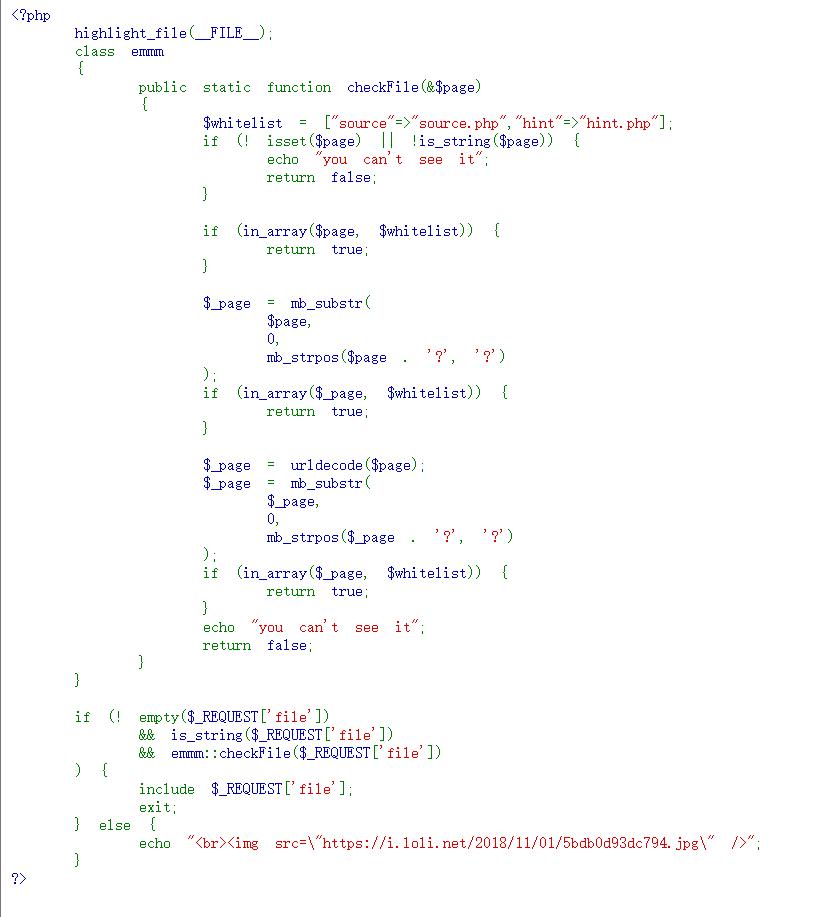 <?php
highlight_file(__FILE__);
class emmm
{
public static function checkFile(&$page)
{
$whitelist = ["source"=>"source.php","hint"=>"hint.php"];
if (! isset($page) || !is_string($page)) {
echo "you can't see it";
return false;
}
if (in_array($page, $whitelist)) {
return true;
}
$_page = mb_substr(
$page,
0,
mb_strpos($page . '?', '?')
);
if (in_array($_page, $whitelist)) {
return true;
}
$_page = urldecode($page);
$_page = mb_substr(
$_page,
0,
mb_strpos($_page . '?', '?')
);
if (in_array($_page, $whitelist)) {
return true;
}
echo "you can't see it";
return false;
}
}
if (! empty($_REQUEST['file'])
&& is_string($_REQUEST['file'])
&& emmm::checkFile($_REQUEST['file'])
) {
include $_REQUEST['file'];
exit;
} else {
echo "<br><img src=\"https://i.loli.net/2018/11/01/5bdb0d93dc794.jpg\" />";
}
?>